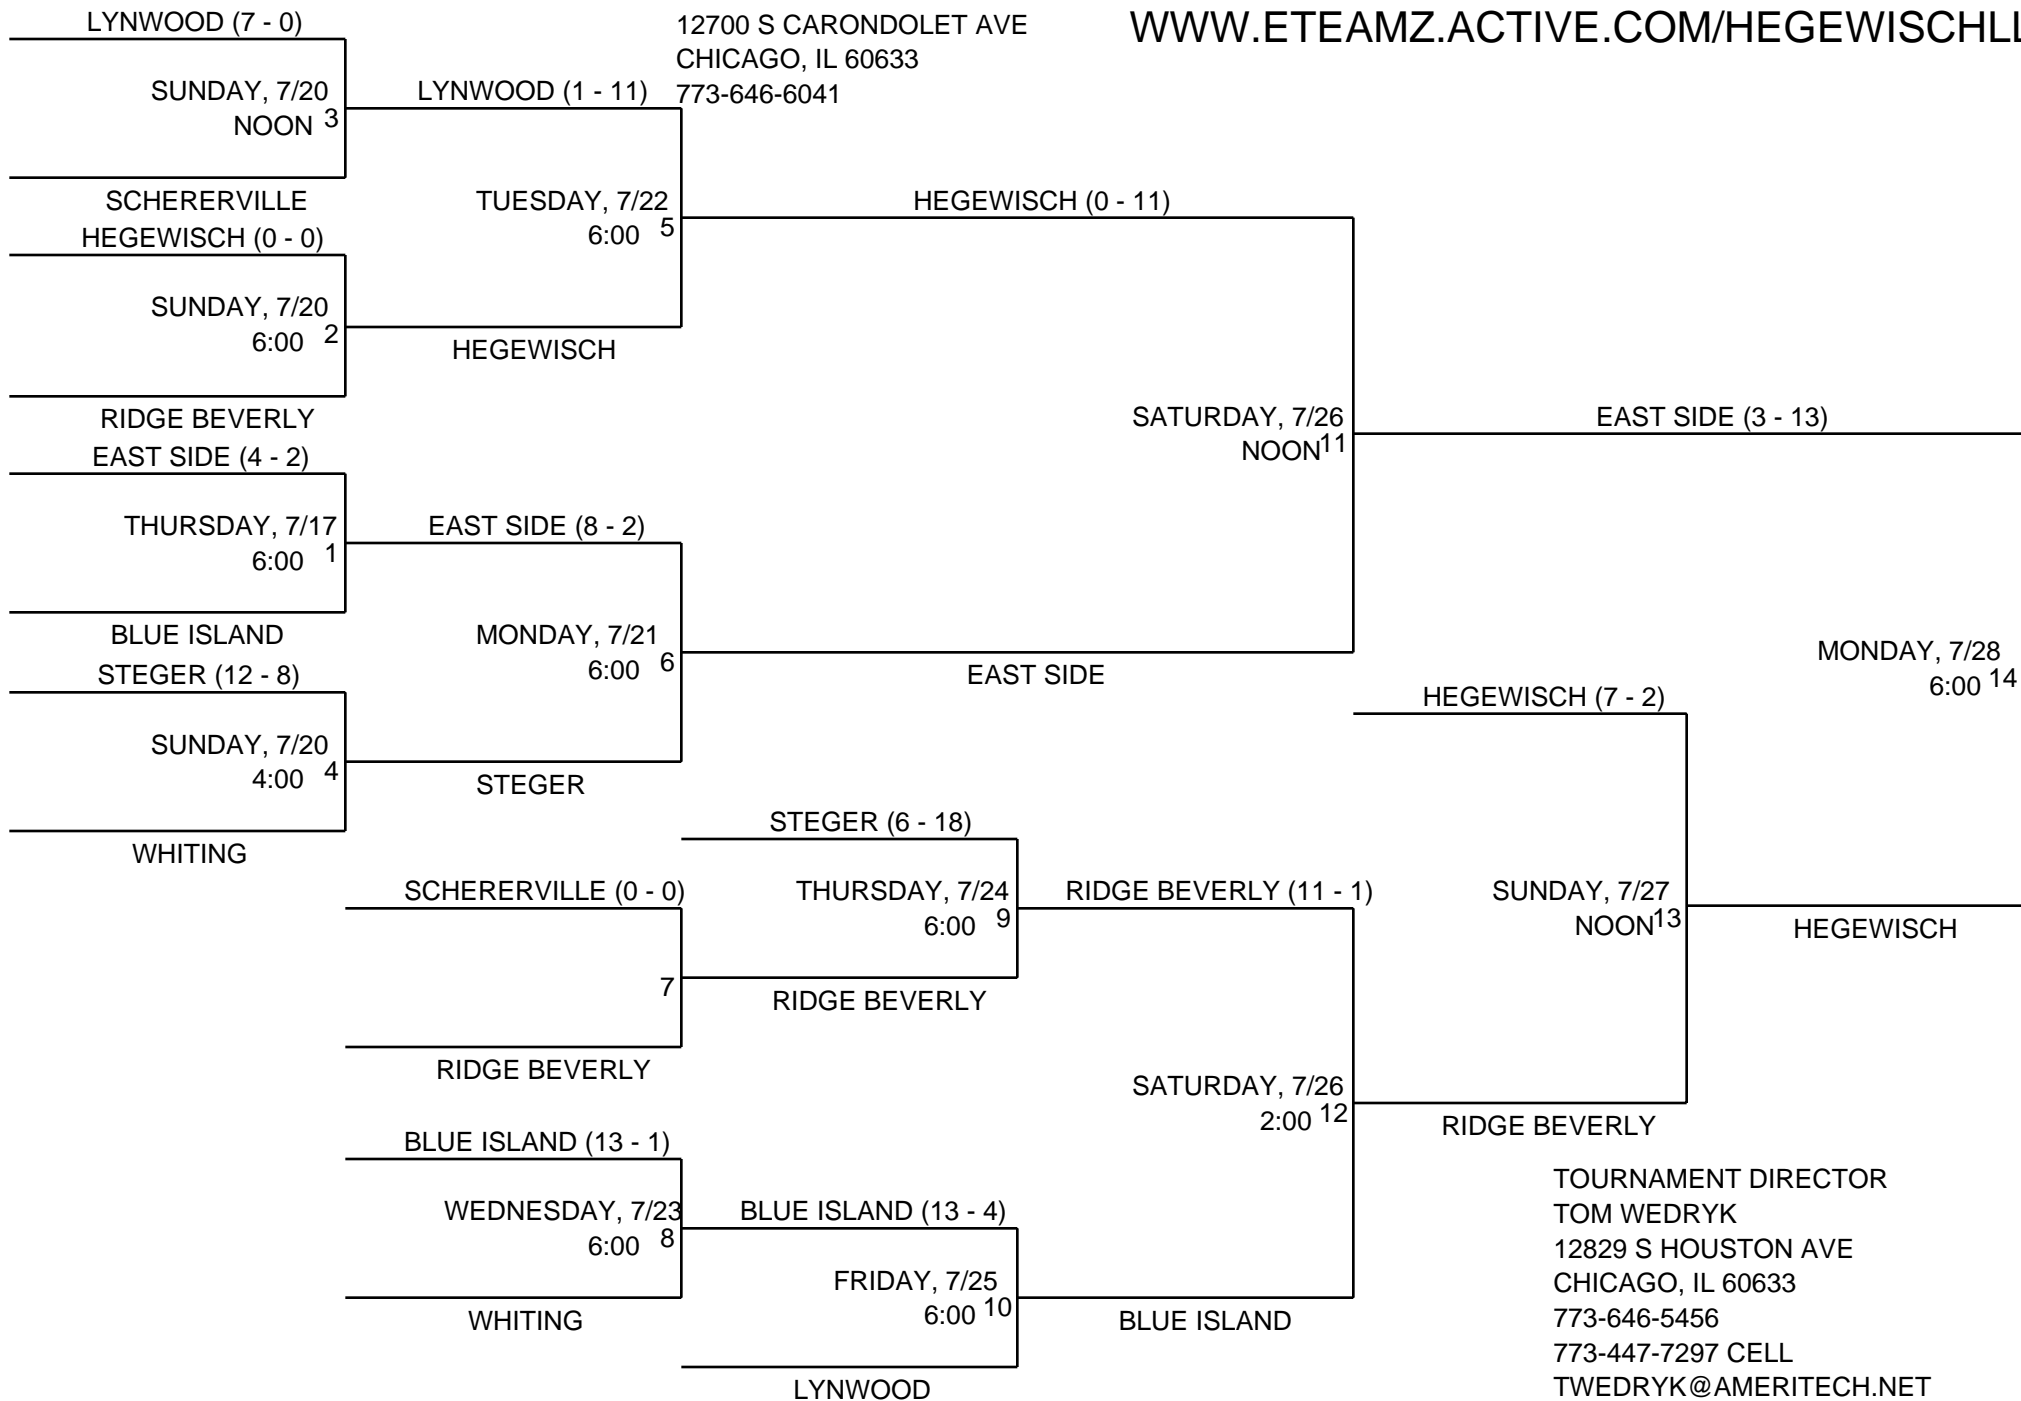 LYNWOOD (7 - 0)
12700 S CARONDOLET AVE
WWW.ETEAMZ.ACTIVE.COM/HEGEWISCHLL
CHICAGO, IL 60633
773-646-6041
SUNDAY, 7/20
NOON 3
LYNWOOD (1 - 11)
SCHERERVILLE
HEGEWISCH (0 - 0)
TUESDAY, 7/22
6:00 5
HEGEWISCH (0 - 11)
SUNDAY, 7/20
6:00 2
HEGEWISCH
RIDGE BEVERLY
EAST SIDE (4 - 2)
SATURDAY, 7/26
NOON 11
EAST SIDE (3 - 13)
THURSDAY, 7/17
6:00 1
EAST SIDE (8 - 2)
BLUE ISLAND
STEGER (12 - 8)
MONDAY, 7/21
6:00 6
EAST SIDE
MONDAY, 7/28
6:00 14
HEGEWISCH (7 - 2)
SUNDAY, 7/20
4:00 4
STEGER
WHITING
STEGER (6 - 18)
SCHERERVILLE (0 - 0)
THURSDAY, 7/24
6:00 9
RIDGE BEVERLY (11 - 1)
SUNDAY, 7/27
NOON 13
HEGEWISCH
7
RIDGE BEVERLY
RIDGE BEVERLY
SATURDAY, 7/26
2:00 12
RIDGE BEVERLY
BLUE ISLAND (13 - 1)
WEDNESDAY, 7/23
6:00 8
BLUE ISLAND (13 - 4)
WHITING
FRIDAY, 7/25
6:00 10
BLUE ISLAND
LYNWOOD
TOURNAMENT DIRECTOR
TOM WEDRYK
12829 S HOUSTON AVE
CHICAGO, IL 60633
773-646-5456
773-447-7297 CELL
TWEDRYK@AMERITECH.NET